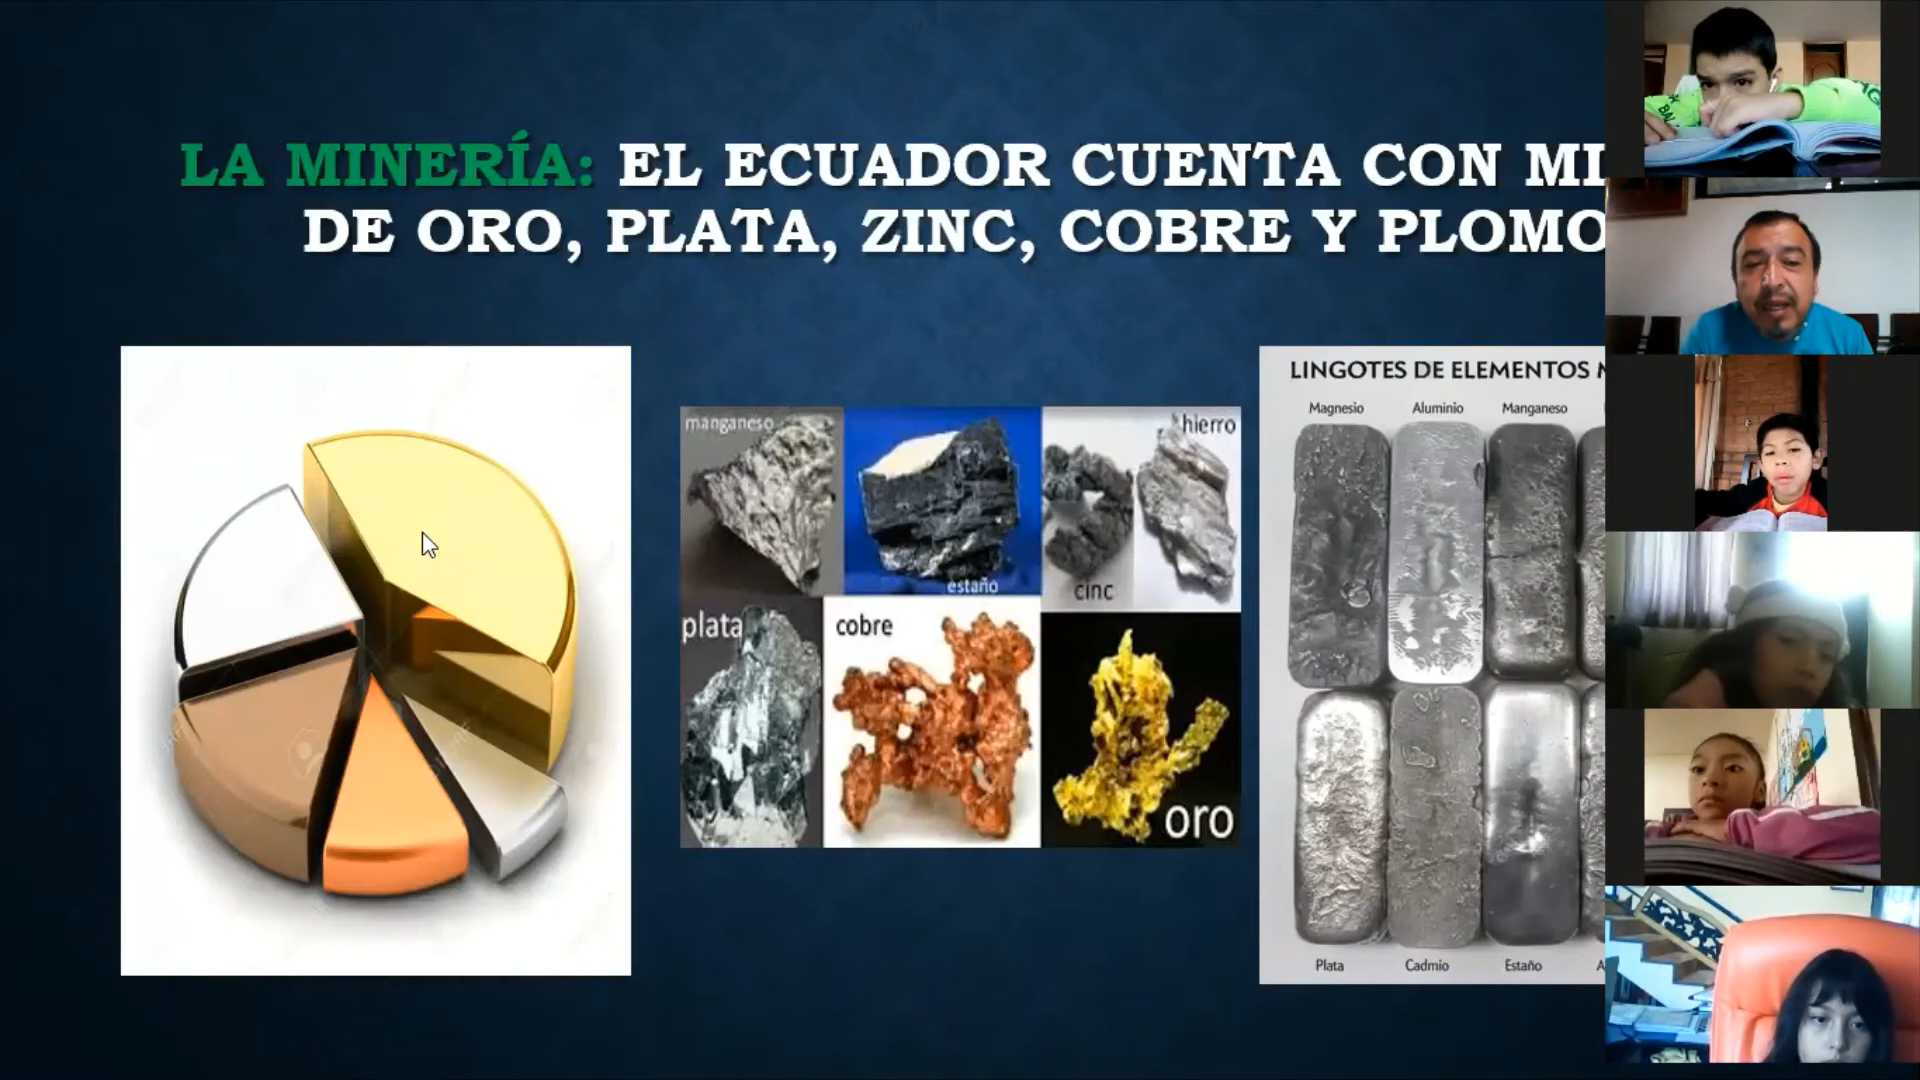 LA MINERÍA: EL ECUADOR CUENTA CON MI
DE ORO, PLATA, ZINC, COBRE Y PLOMO
manganeso
estaño
cinc
hierro
plata
cobre
oro
LINGOTES DE ELEMENTOS
Magnesio Aluminio Manganeso
Plata Cadmio Estaño